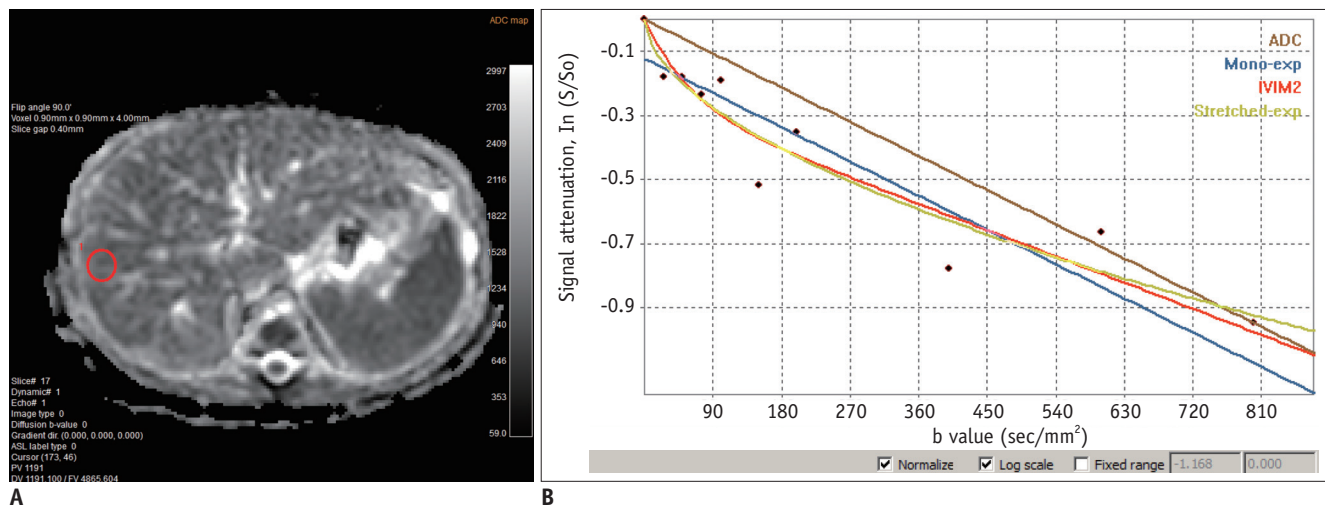 ADC map
2997
2703
2409
2116
1822
1528
1234
940
646
353
59.0
Flip angle 90.0'
Voxel 0.90mm x 0.90mm x 4.00mm
Slice gap 0.40mm
Slice# 17
Dynamic# 1
Echo# 1
Image type 0
Diffusion b-value 0
Gradient dir. (0.000, 0.000, 0.000)
ASL label type 0
Cursor (173, 46)
PV 1191
DV 1191.100 / FV 4865.604
A
Signal attenuation, ln (S/So)
-0.1
-0.3
-0.5
-0.7
-0.9
ADC
Mono-exp
IVIM2
Stretched-exp
90 180 270 360 450 540 630 720 810
b value (sec/mm²)
Normalize Log scale Fixed range -1.168 0.000
B